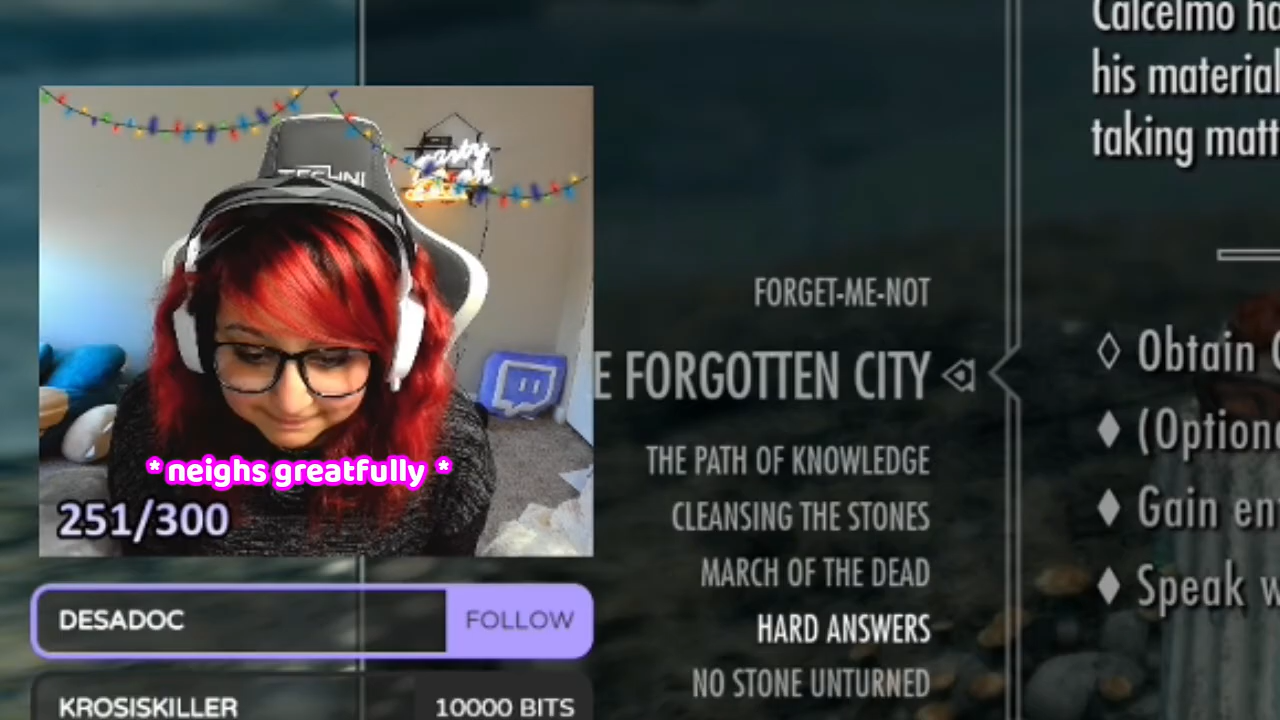 Calcelmo ha
his material
taking matt
TECHNI
FORGET-ME-NOT
E FORGOTTEN CITY
Obtain
THE PATH OF KNOWLEDGE
(Optiona
CLEANSING THE STONES
Gain en
MARCH OF THE DEAD
Speak w
HARD ANSWERS
NO STONE UNTURNED
*neighs greatfully *
251/300
DESADOC FOLLOW
KROSISKILLER 10000 BITS